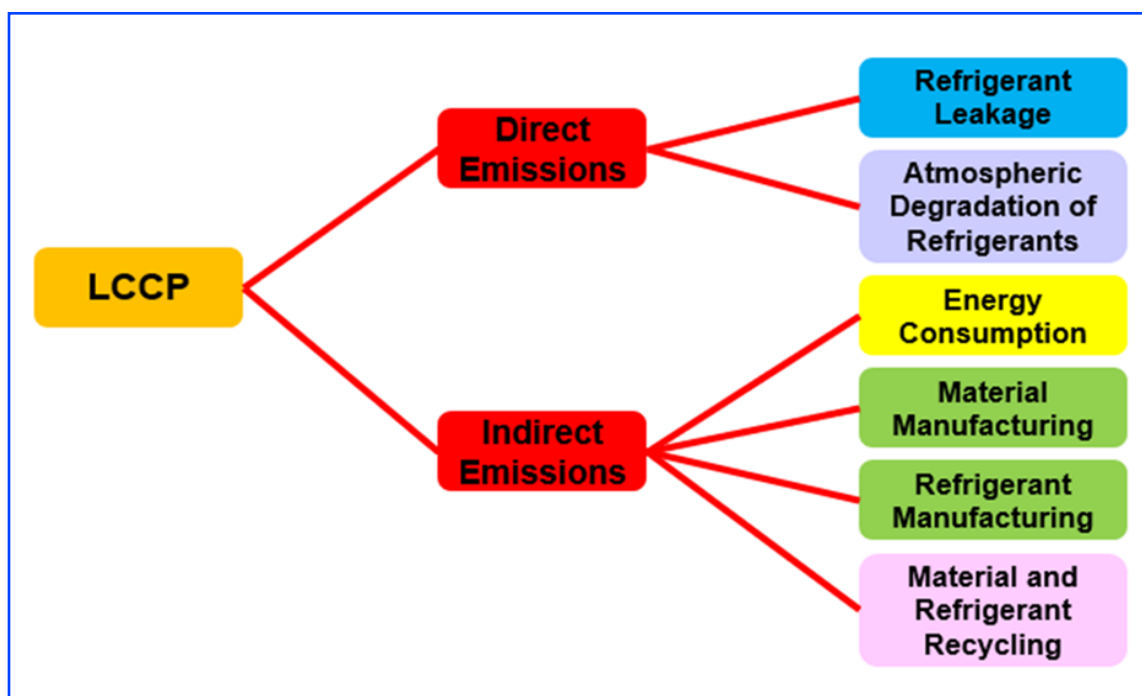 LCCP
Direct
Emissions
Refrigerant
Leakage
Atmospheric
Degradation of
Refrigerants
Indirect
Emissions
Energy
Consumption
Material
Manufacturing
Refrigerant
Manufacturing
Material and
Refrigerant
Recycling